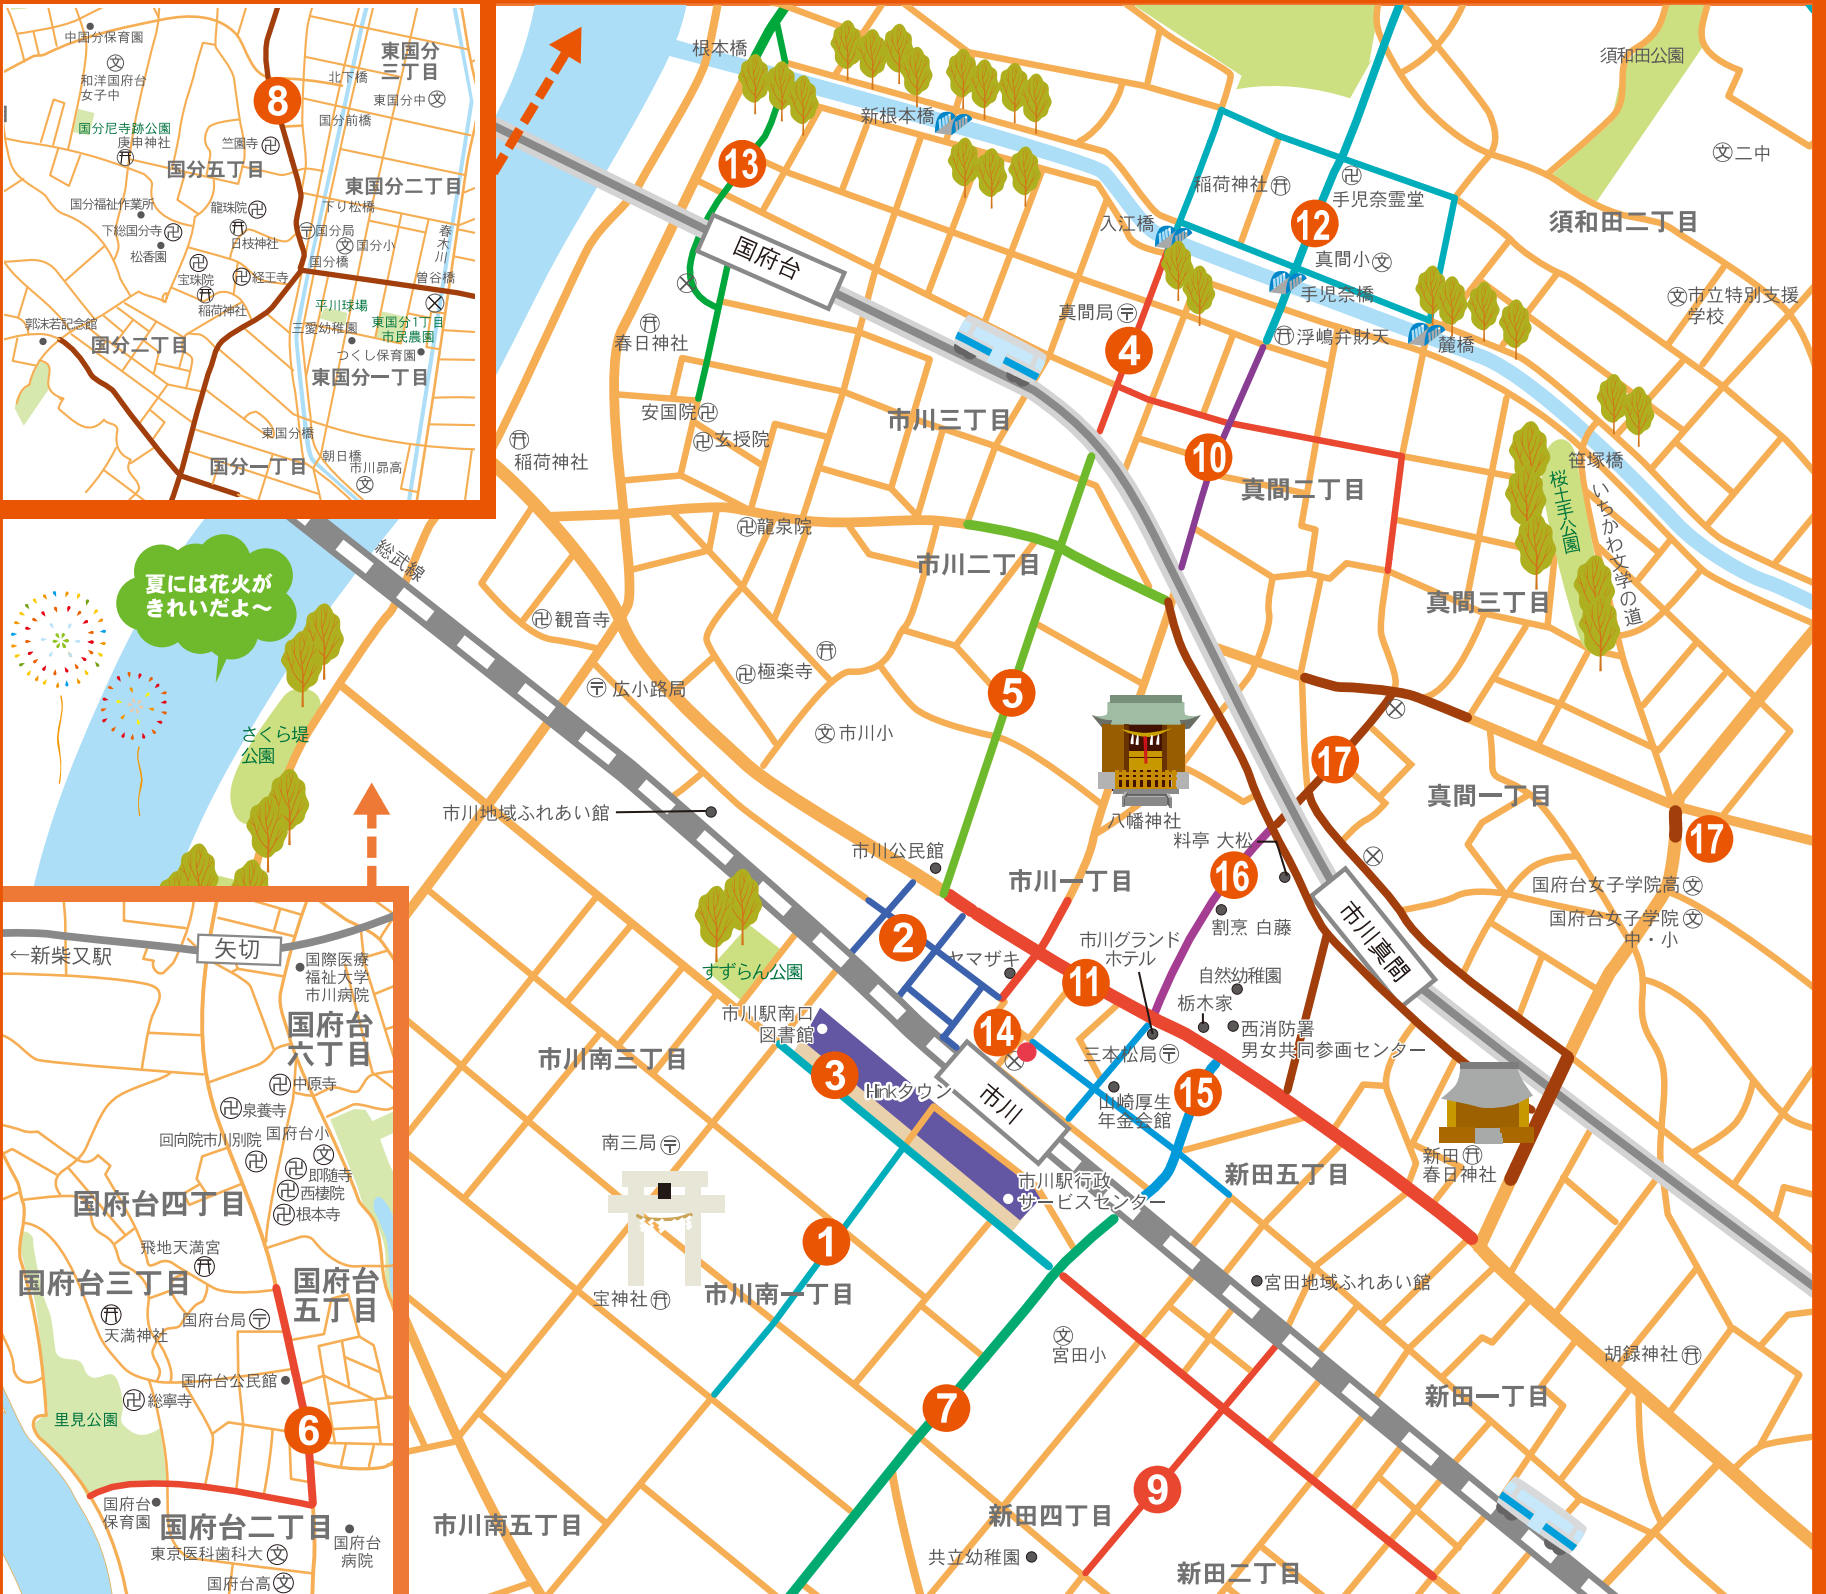 中国分保育園
和洋国府台
女子中
東国分
三丁目
北下橋
東国分中
8
国分前橋
国分尼寺跡公園
庚申神社
竺園寺
国分五丁目
東国分二丁目
国分福祉作業所
龍珠院
下り松橋
下総国分寺
国分局
国分小
春木川
松香園
日枝神社
国分橋
宝珠院
経王寺
曽谷橋
稲荷神社
平川球場
三愛幼稚園
東国分1丁目
市民農園
郭沫若記念館
国分二丁目
つくし保育園
東国分一丁目
東国分橋
朝日橋
国分一丁目
市川昴高
根本橋
新根本橋
須和田公園
二中
13
稲荷神社
手児奈霊堂
12
入江橋
須和田二丁目
国府台
真間小
手児奈橋
市立特別支援
学校
真間局
春日神社
4
浮嶋弁財天
麓橋
安国院
玄授院
市川三丁目
稲荷神社
10
真間二丁目
笹塚橋
桜土手公園
いちかわ文学の道
龍泉院
市川二丁目
総武線
夏には花火が
きれいだよ〜
真間三丁目
観音寺
極楽寺
広小路局
5
市川小
さくら堤
公園
17
真間一丁目
市川地域ふれあい館
八幡神社
17
料亭 大松
市川公民館
市川一丁目
16
国府台女子学院高
割烹 白藤
国府台女子学院
中・小
2
市川グランド
ホテル
市川真間
ヤマザキ
すずらん公園
11
自然幼稚園
栃木家
市川駅南口
図書館
14
西消防署
男女共同参画センター
三本松局
市川南三丁目
3
Hinkタウン
市川
15
山崎厚生
年金会館
南三局
新田
春日神社
市川駅行政
サービスセンター
新田五丁目
1
宝神社
市川南一丁目
宮田地域ふれあい館
宮田小
胡録神社
7
新田一丁目
9
新田四丁目
市川南五丁目
共立幼稚園
新田二丁目
←新柴又駅
矢切
国際医療
福祉大学
市川病院
国府台
六丁目
中原寺
泉養寺
回向院市川別院
国府台小
即随寺
西棲院
根本寺
国府台四丁目
飛地天満宮
国府台三丁目
国府台
五丁目
天満神社
国府台局
国府台公民館
総寧寺
里見公園
6
国府台
保育園
国府台二丁目
東京医科歯科大
国府台
病院
国府台高